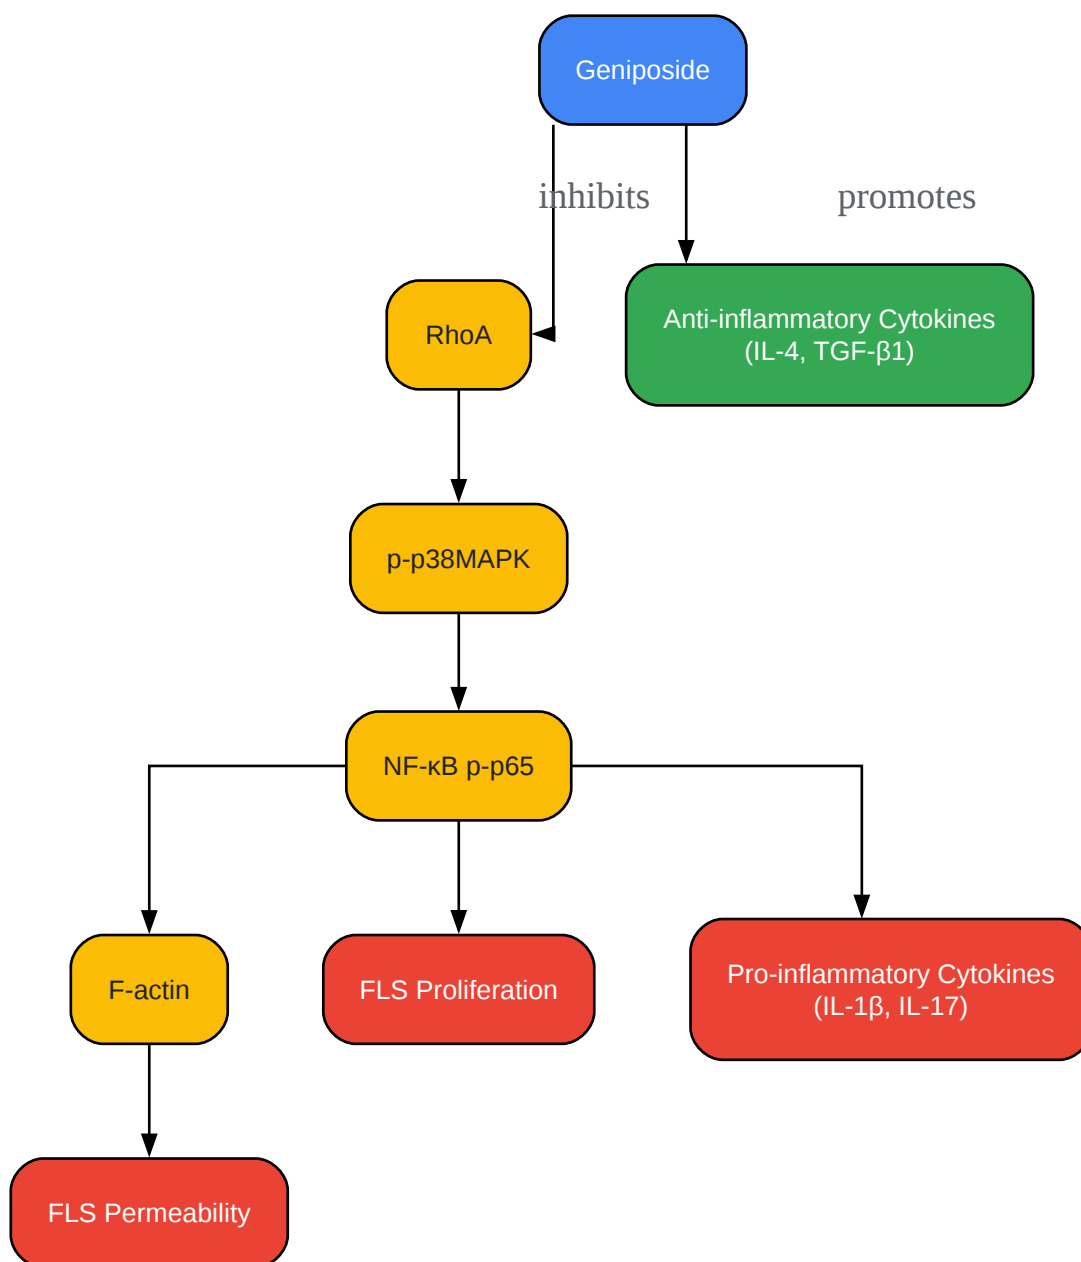 Geniposide
inhibits
promotes
Anti-inflammatory Cytokines
(IL-4, TGF-β1)
RhoA
p-p38MAPK
NF-κB p-p65
F-actin
FLS Proliferation
Pro-inflammatory Cytokines
(IL-1β, IL-17)
FLS Permeability